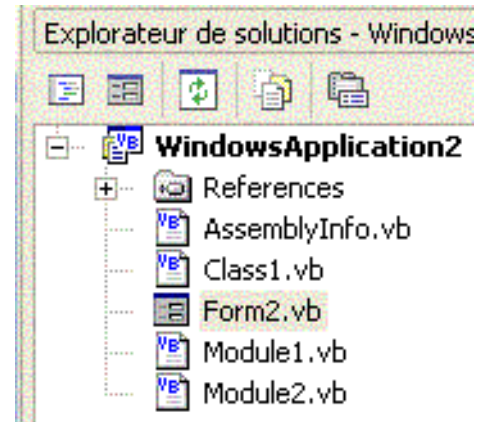 Explorateur de solutions - Windows
WindowsApplication2
References
AssemblyInfo.vb
Class1.vb
Form2.vb
Module1.vb
Module2.vb